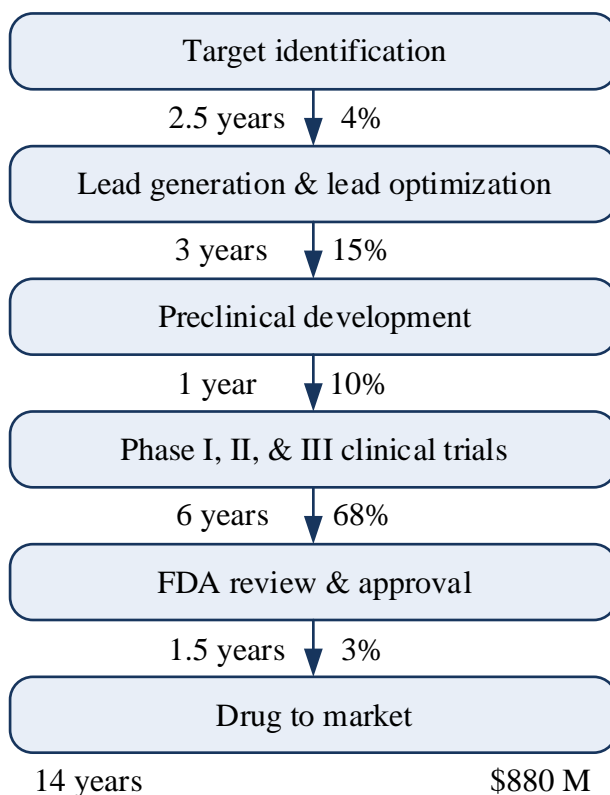 Target identification
2.5 years 4%
Lead generation & lead optimization
3 years 15%
Preclinical development
1 year 10%
Phase I, II, & III clinical trials
6 years 68%
FDA review & approval
1.5 years 3%
Drug to market
14 years $880 M